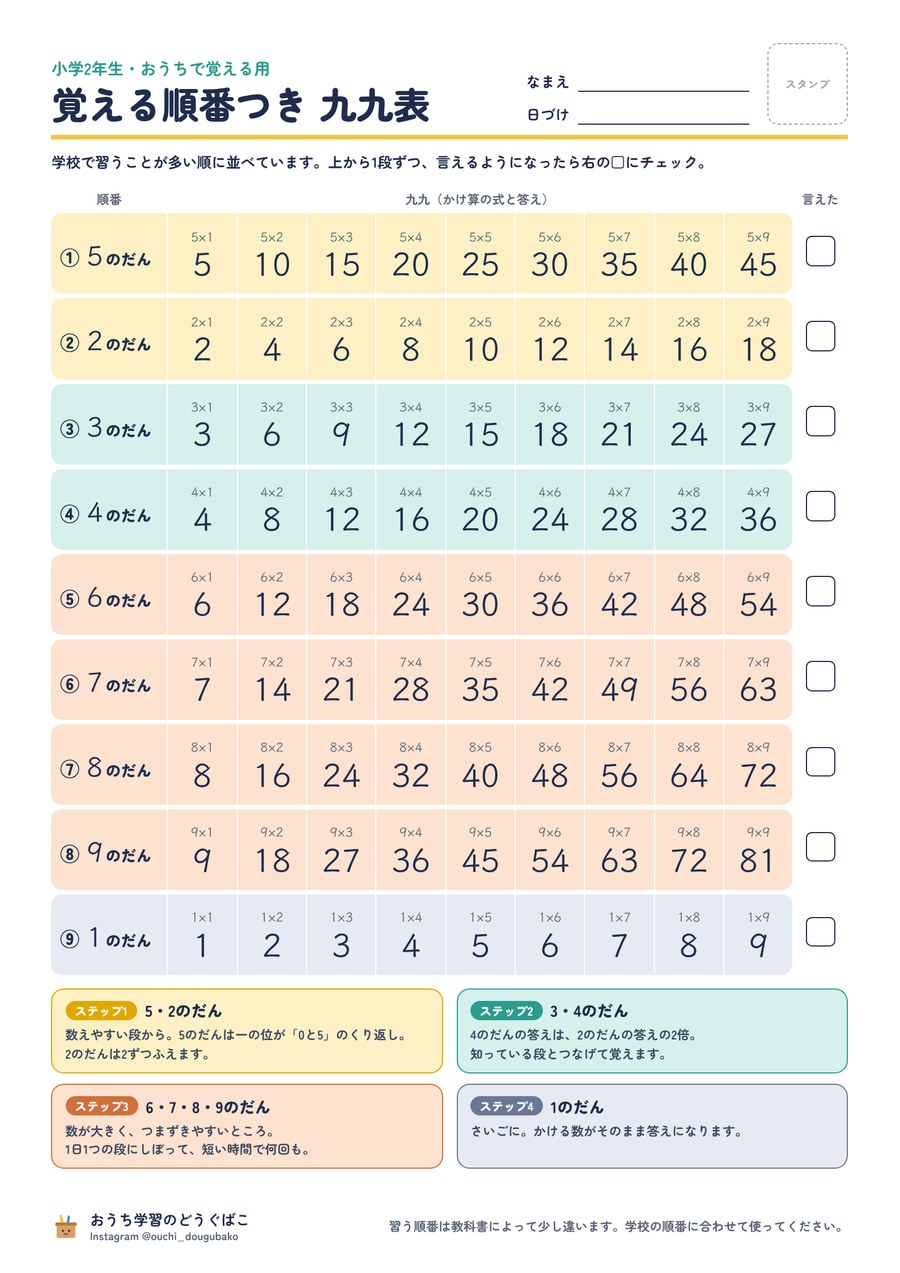 小学2年生・おうちで覚える用
覚える順番つき 九九表
なまえ
日づけ
スタンプ
学校で習うことが多い順に並べています。上から1段ずつ、言えるようになったら右の□にチェック。
順番 九九（かけ算の式と答え） 言えた
5×1 5×2 5×3 5×4 5×5 5×6 5×7 5×8 5×9
① 5のだん 5 10 15 20 25 30 35 40 45
2×1 2×2 2×3 2×4 2×5 2×6 2×7 2×8 2×9
② 2のだん 2 4 6 8 10 12 14 16 18
3×1 3×2 3×3 3×4 3×5 3×6 3×7 3×8 3×9
③ 3のだん 3 6 9 12 15 18 21 24 27
4×1 4×2 4×3 4×4 4×5 4×6 4×7 4×8 4×9
④ 4のだん 4 8 12 16 20 24 28 32 36
6×1 6×2 6×3 6×4 6×5 6×6 6×7 6×8 6×9
⑤ 6のだん 6 12 18 24 30 36 42 48 54
7×1 7×2 7×3 7×4 7×5 7×6 7×7 7×8 7×9
⑥ 7のだん 7 14 21 28 35 42 49 56 63
8×1 8×2 8×3 8×4 8×5 8×6 8×7 8×8 8×9
⑦ 8のだん 8 16 24 32 40 48 56 64 72
9×1 9×2 9×3 9×4 9×5 9×6 9×7 9×8 9×9
⑧ 9のだん 9 18 27 36 45 54 63 72 81
1×1 1×2 1×3 1×4 1×5 1×6 1×7 1×8 1×9
⑨ 1のだん 1 2 3 4 5 6 7 8 9
ステップ1 5・2のだん
数えやすい段から。5のだんは一の位が「0と5」のくり返し。
2のだんは2ずつふえます。
ステップ2 3・4のだん
4のだんの答えは、2のだんの答えの2倍。
知っている段とつなげて覚えます。
ステップ3 6・7・8・9のだん
数が大きく、つまずきやすいところ。
1日1つの段にしぼって、短い時間で何回も。
ステップ4 1のだん
さいごに。かける数がそのまま答えになります。
おうち学習のどうぐばこ
Instagram @ouchi_dougubako
習う順番は教科書によって少し違います。学校の順番に合わせて使ってください。